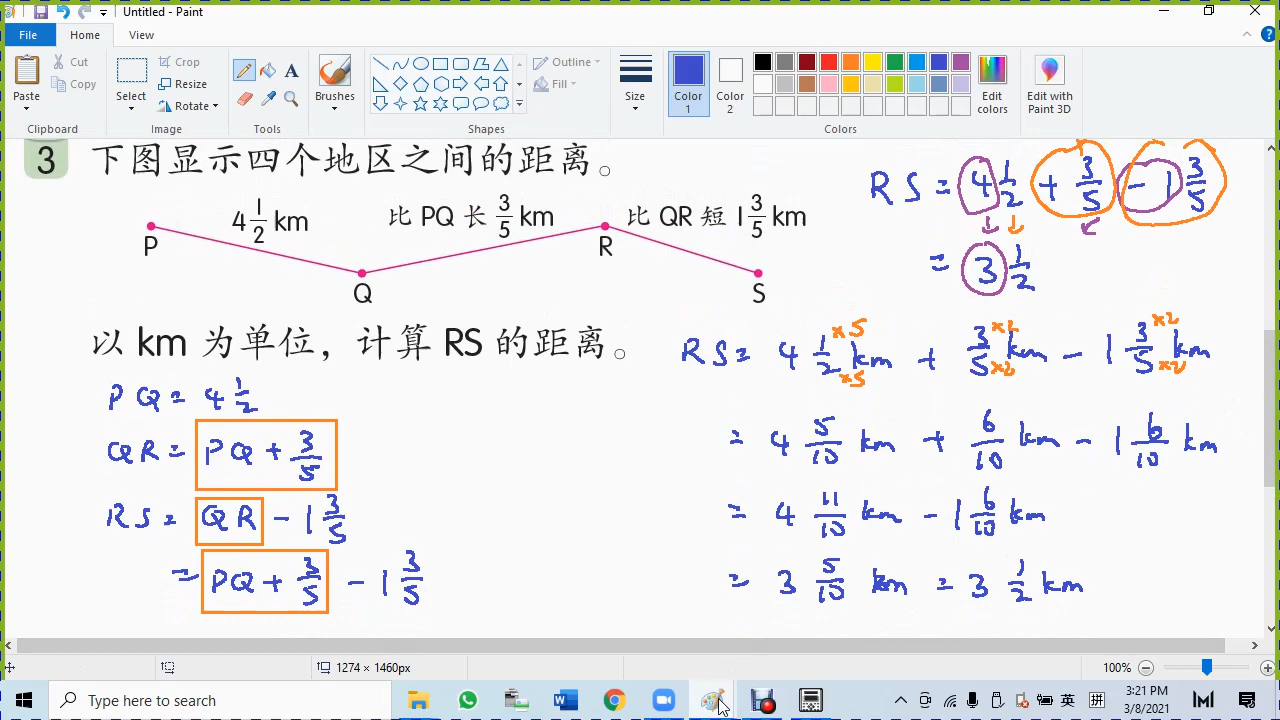 Untitled - Paint
File Home View
Paste
Cut
Copy
Clipboard
Select
Crop
Resize
Rotate
Image
A
Tools
Brushes
Shapes
Outline
Fill
Size
Color 1
Color 2
Colors
Edit colors
Edit with Paint 3D
3 下图显示四个地区之间的距离。
4 1/2 km
比 PQ 长 3/5 km
比 QR 短 1 3/5 km
P Q R S
以 km 为单位，计算 RS 的距离。
PQ = 4 1/2
QR = PQ + 3/5
RS = QR - 1 3/5
= PQ + 3/5 - 1 3/5
RS = 4 1/2 + 3/5 - 1 3/5
= 3 1/2
RS = 4 1/2 km + 3/5 km - 1 3/5 km
×5 ×2 ×2
×5 ×2 ×2
= 4 5/10 km + 6/10 km - 1 6/10 km
= 4 11/10 km - 1 6/10 km
= 3 5/10 km = 3 1/2 km
1274 × 1460px
100%
Type here to search
英
拼
3:21 PM
3/8/2021